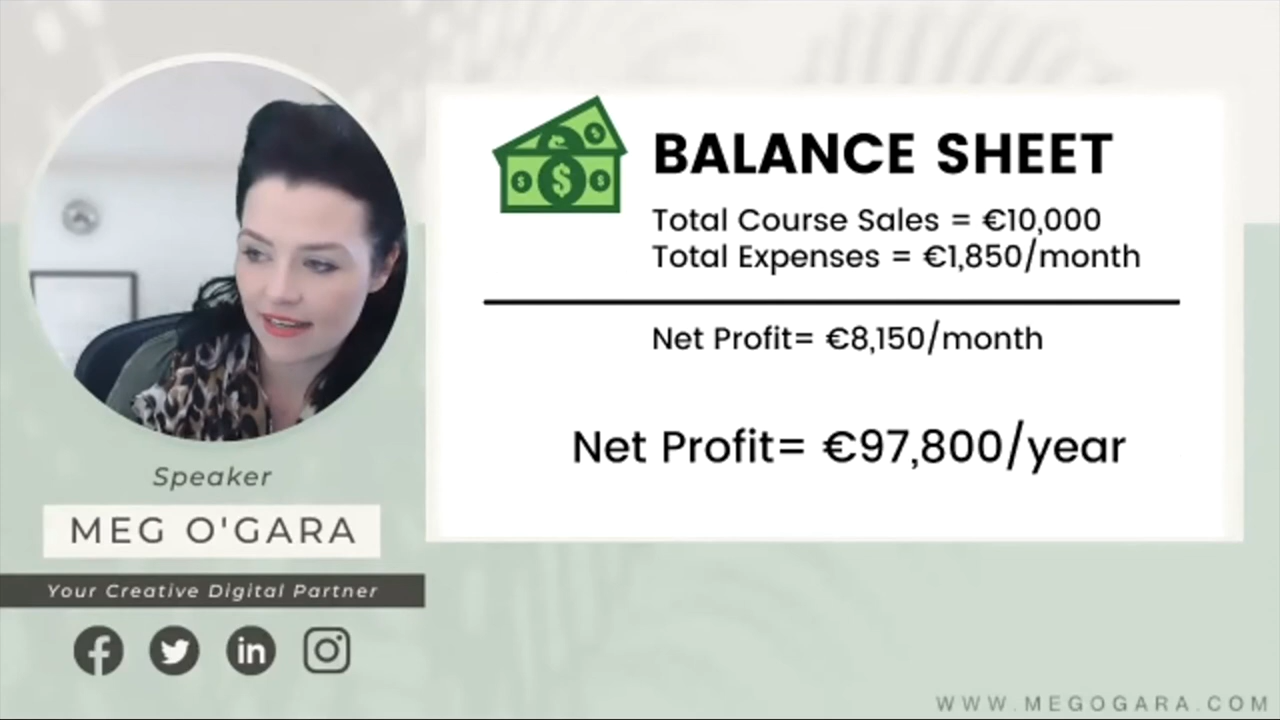 BALANCE SHEET
Total Course Sales = €10,000
Total Expenses = €1,850/month
Net Profit= €8,150/month
Net Profit= €97,800/year
Speaker
MEG O'GARA
Your Creative Digital Partner
WWW.MEGOGARA.COM